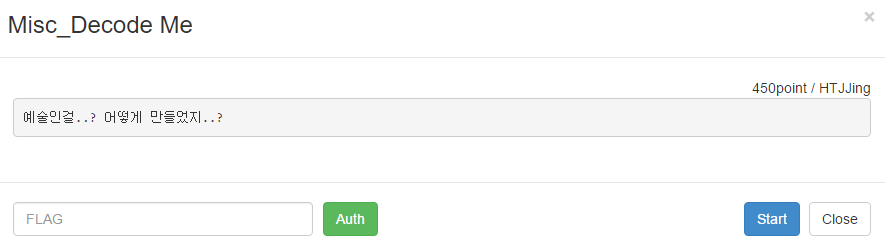 Misc_Decode Me
×
450point / HTJJing
예술인걸..? 어떻게 만들었지..?
FLAG
Auth
Start
Close